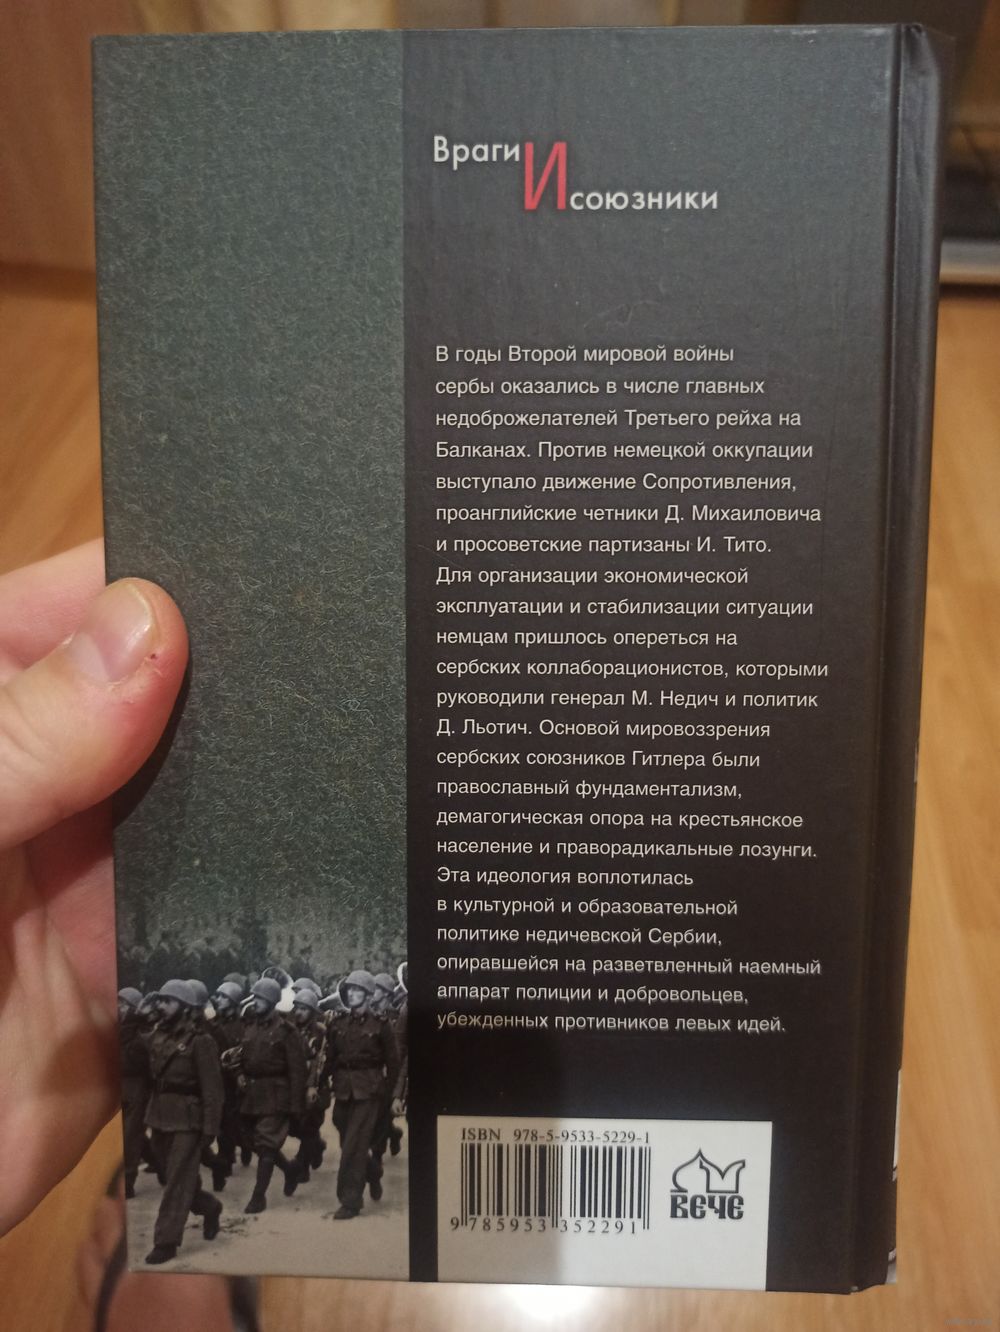 Враги
И
союзники
В годы Второй мировой войны
сербы оказались в числе главных
недоброжелателей Третьего рейха на
Балканах. Против немецкой оккупации
выступало движение Сопротивления,
проанглийские четники Д. Михаиловича
и просоветские партизаны И. Тито.
Для организации экономической
эксплуатации и стабилизации ситуации
немцам пришлось опереться на
сербских коллаборационистов, которыми
руководили генерал М. Недич и политик
Д. Льотич. Основой мировоззрения
сербских союзников Гитлера были
православный фундаментализм,
демагогическая опора на крестьянское
население и праворадикальные лозунги.
Эта идеология воплотилась
в культурной и образовательной
политике недичевской Сербии,
опиравшейся на разветвленный наемный
аппарат полиции и добровольцев,
убежденных противников левых идей.
ISBN 978-5-9533-5229-1
9 785953 352291
ВЕЧЕ